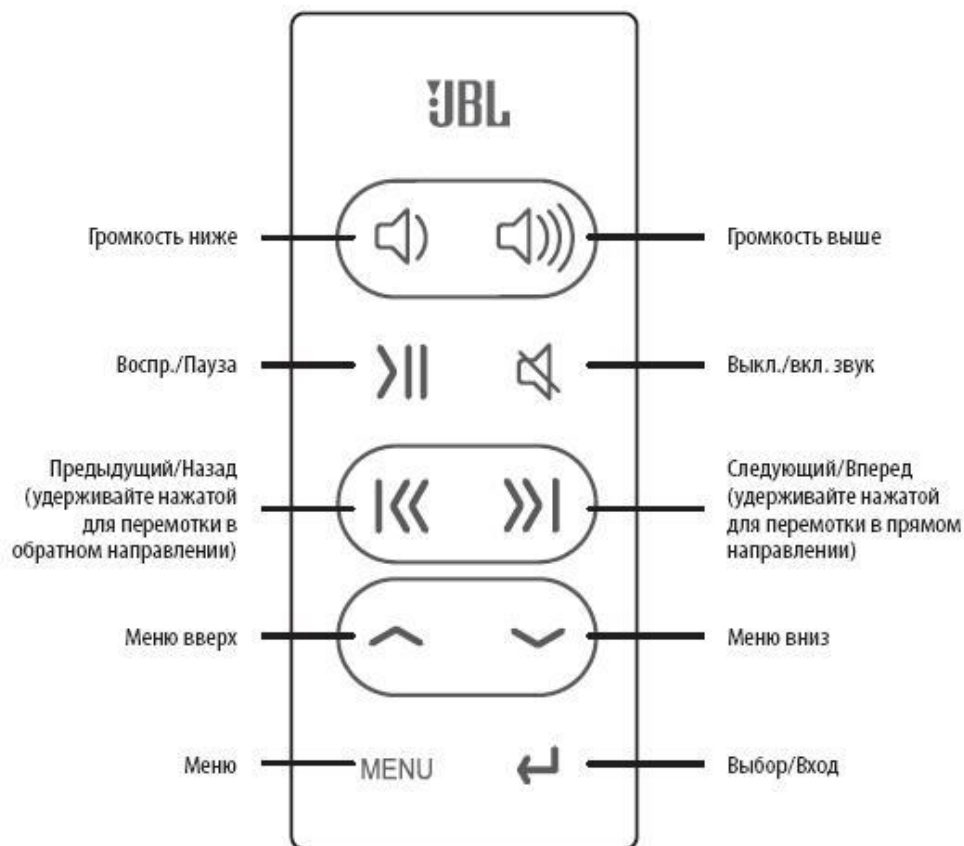 JBL
Громкость ниже
Громкость выше
Воспр./Пауза
Выкл./вкл. звук
Предыдущий/Назад
(удерживайте нажатой
для перемотки в
обратном направлении)
Следующий/Вперед
(удерживайте нажатой
для перемотки в прямом
направлении)
Меню вверх
Меню вниз
Меню
MENU
Выбор/Вход